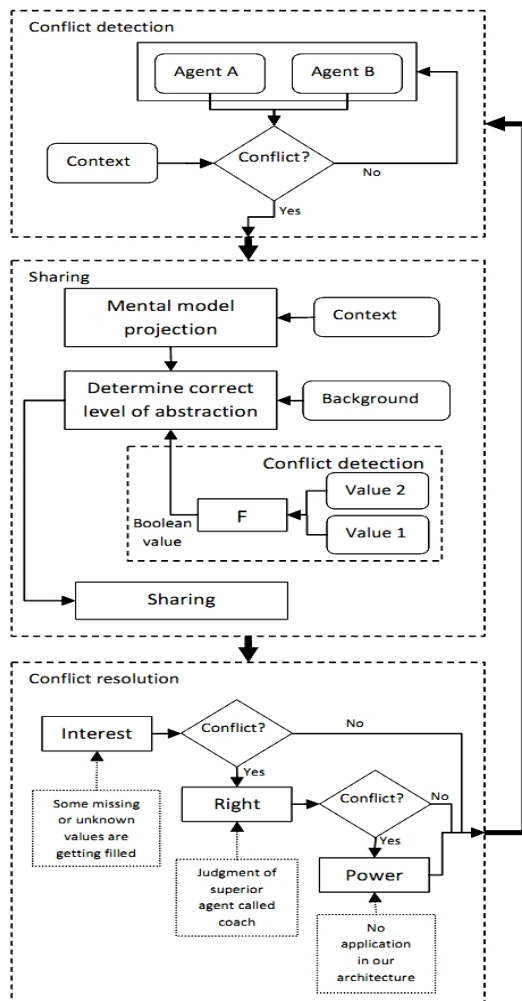 Conflict detection
Agent A
Agent B
Context
Conflict?
No
Yes
Sharing
Mental model
projection
Context
Determine correct
level of abstraction
Background
Conflict detection
Value 2
F
Boolean
value
Value 1
Sharing
Conflict resolution
Interest
Conflict?
No
Yes
Some missing
or unknown
values are
getting filled
Right
Conflict?
No
Yes
Judgment of
superior
agent called
coach
Power
No
application
in our
architecture